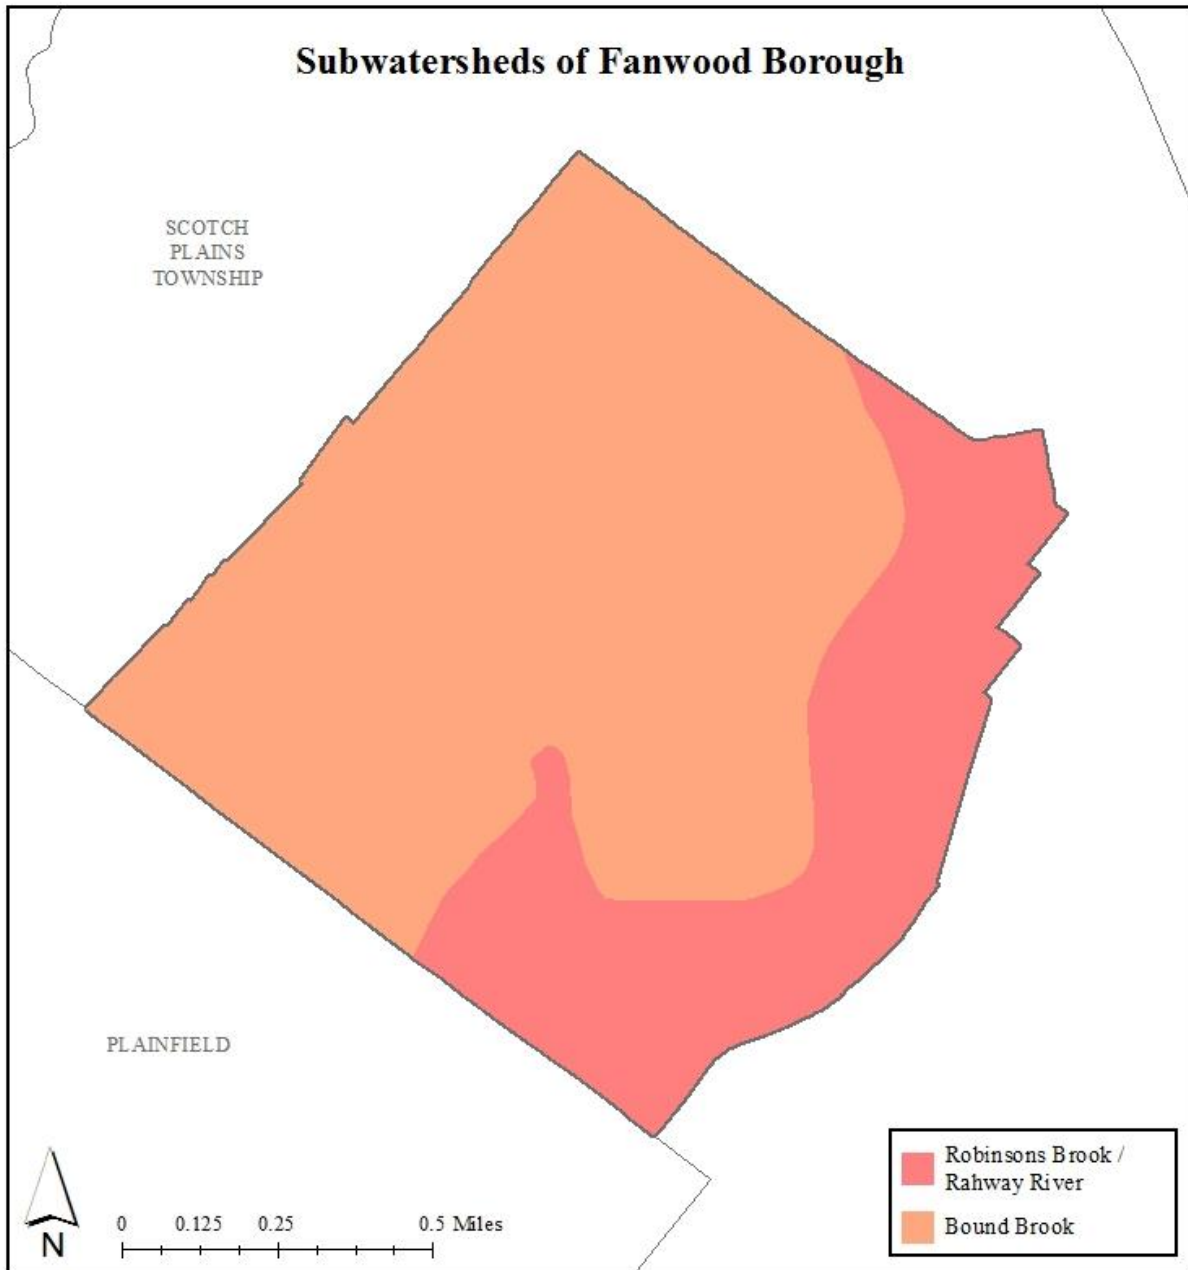 Subwatersheds of Fanwood Borough
SCOTCH
PLAINS
TOWNSHIP
PLAINFIELD
N
0 0.125 0.25 0.5 Miles
Robinsons Brook /
Rahway River
Bound Brook